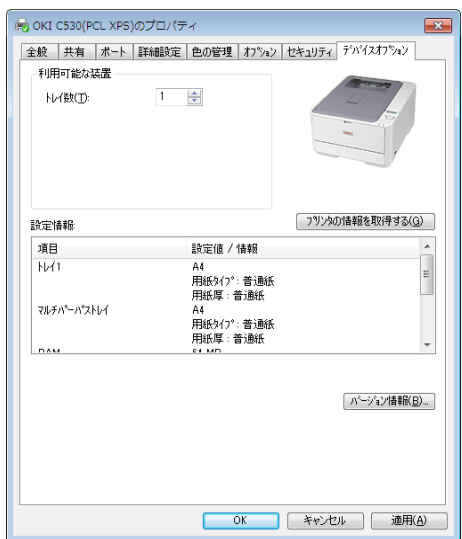 OKI C530(PCL XPS)のプロパティ
全般 共有 ポート 詳細設定 色の管理 オプション セキュリティ デバイスオプション
利用可能な装置
トレイ数(T): 1
設定情報: プリンタの情報を取得する(G)
項目 設定値 / 情報
トレイ1 A4
用紙タイプ : 普通紙
用紙厚 : 普通紙
マルチパーパストレイ A4
用紙タイプ : 普通紙
用紙厚 : 普通紙
RAM 64 MB
バージョン情報(B)...
OK キャンセル 適用(A)